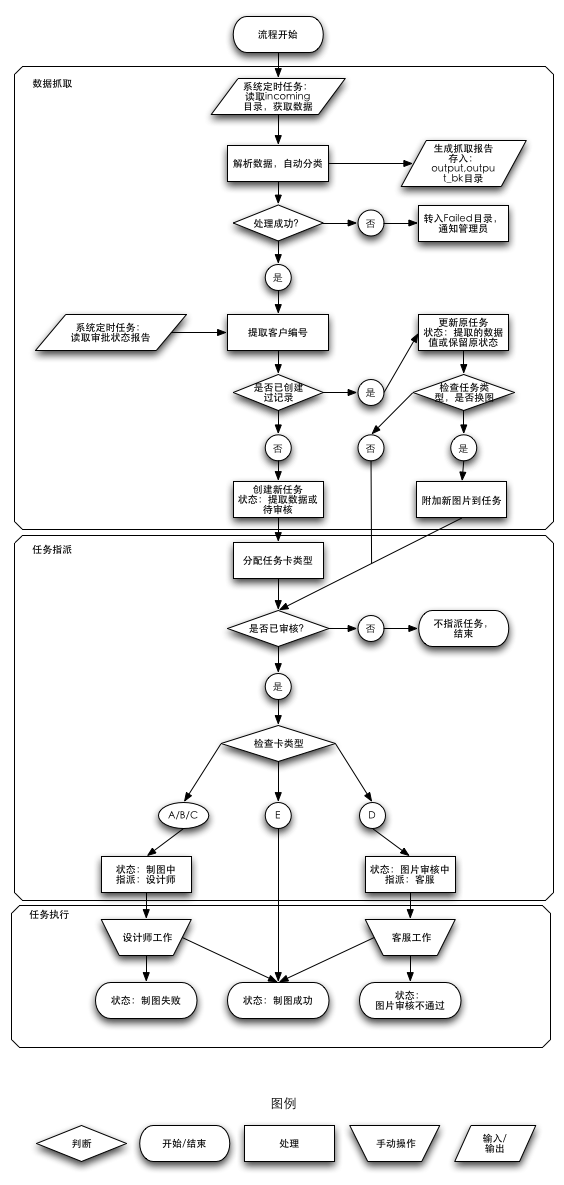 流程开始
数据抓取
系统定时任务：
读取incoming
目录，获取数据
解析数据，自动分类
生成抓取报告
存入：
output,outpu
t_bk目录
处理成功？
否
转入Failed目录，
通知管理员
是
系统定时任务：
读取审批状态报告
提取客户编号
更新原任务
状态：提取的数据
值或保留原状态
是否已创建
过记录
是
检查任务类
型，是否换图
否
否
是
创建新任务
状态：提取数据或
待审核
附加新图片到任务
任务指派
分配任务卡类型
是否已审核？
否
不指派任务，
结束
是
检查卡类型
A/B/C
E
D
状态：制图中
指派：设计师
状态：图片审核中
指派：客服
任务执行
设计师工作
客服工作
状态：制图失败
状态：制图成功
状态：
图片审核不通过
图例
判断
开始/结束
处理
手动操作
输入/
输出